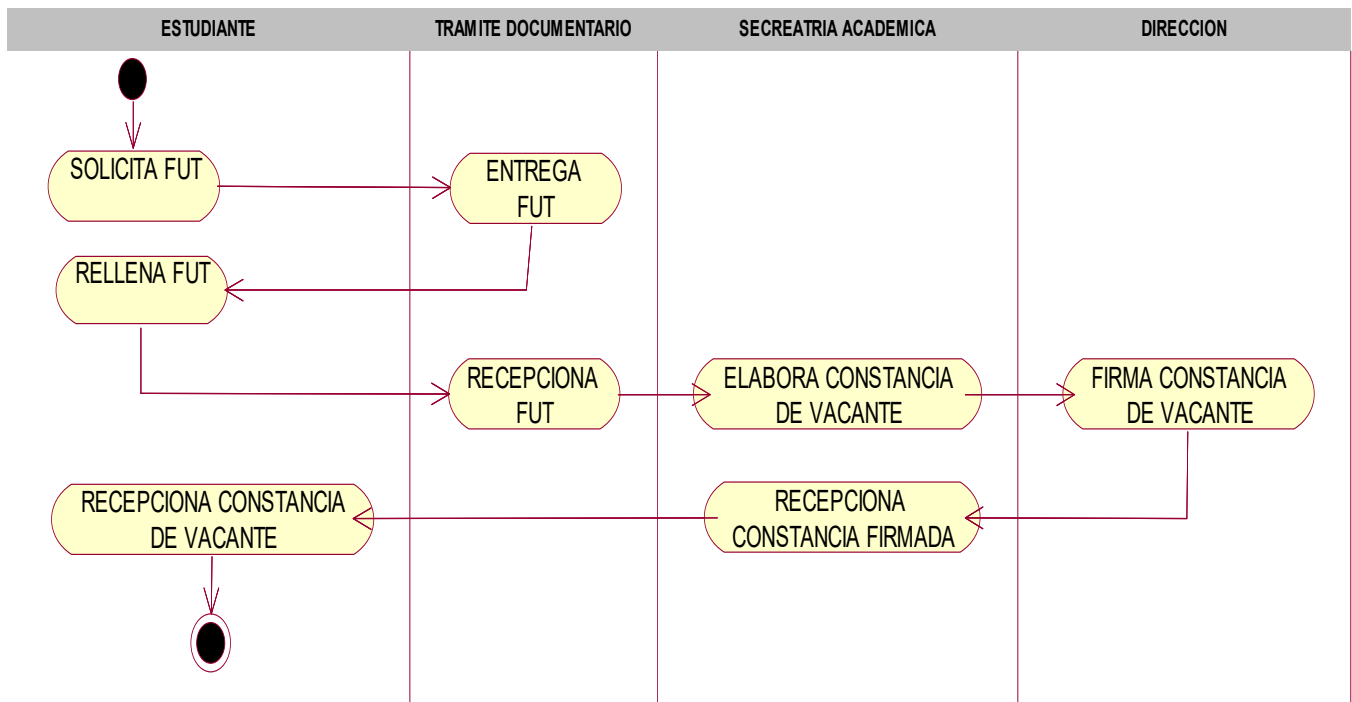 ESTUDIANTE
TRAMITE DOCUMENTARIO
SECREATRIA ACADEMICA
DIRECCION
SOLICITA FUT
ENTREGA
FUT
RELLENA FUT
RECEPCIONA
FUT
ELABORA CONSTANCIA
DE VACANTE
FIRMA CONSTANCIA
DE VACANTE
RECEPCIONA CONSTANCIA
DE VACANTE
RECEPCIONA
CONSTANCIA FIRMADA